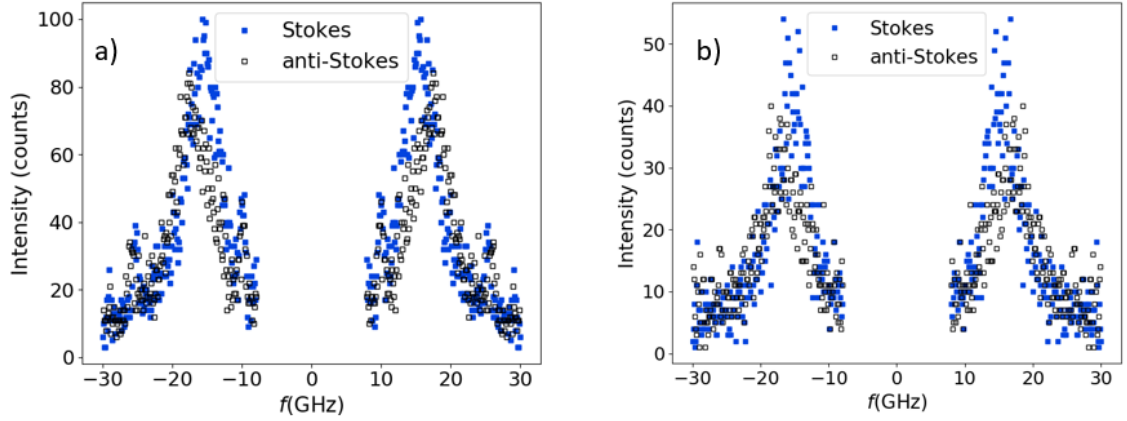 a)
Stokes
anti-Stokes
Intensity (counts)
100
80
60
40
20
0
−30 −20 −10 0 10 20 30
f(GHz)
b)
Stokes
anti-Stokes
Intensity (counts)
50
40
30
20
10
0
−30 −20 −10 0 10 20 30
f(GHz)